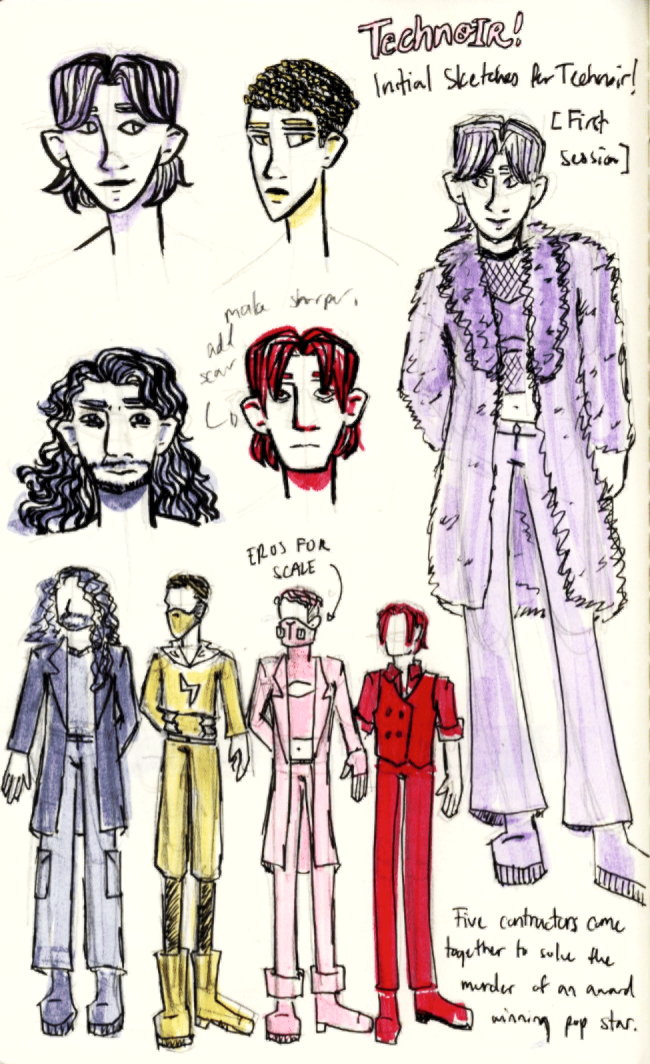 TECHNOIR!
Initial Sketches for Technoir!
[First
session]
make sharper.
add
scar
EROS FOR
SCALE
Five contractors come
together to solve the
murder of an award
winning pop star.